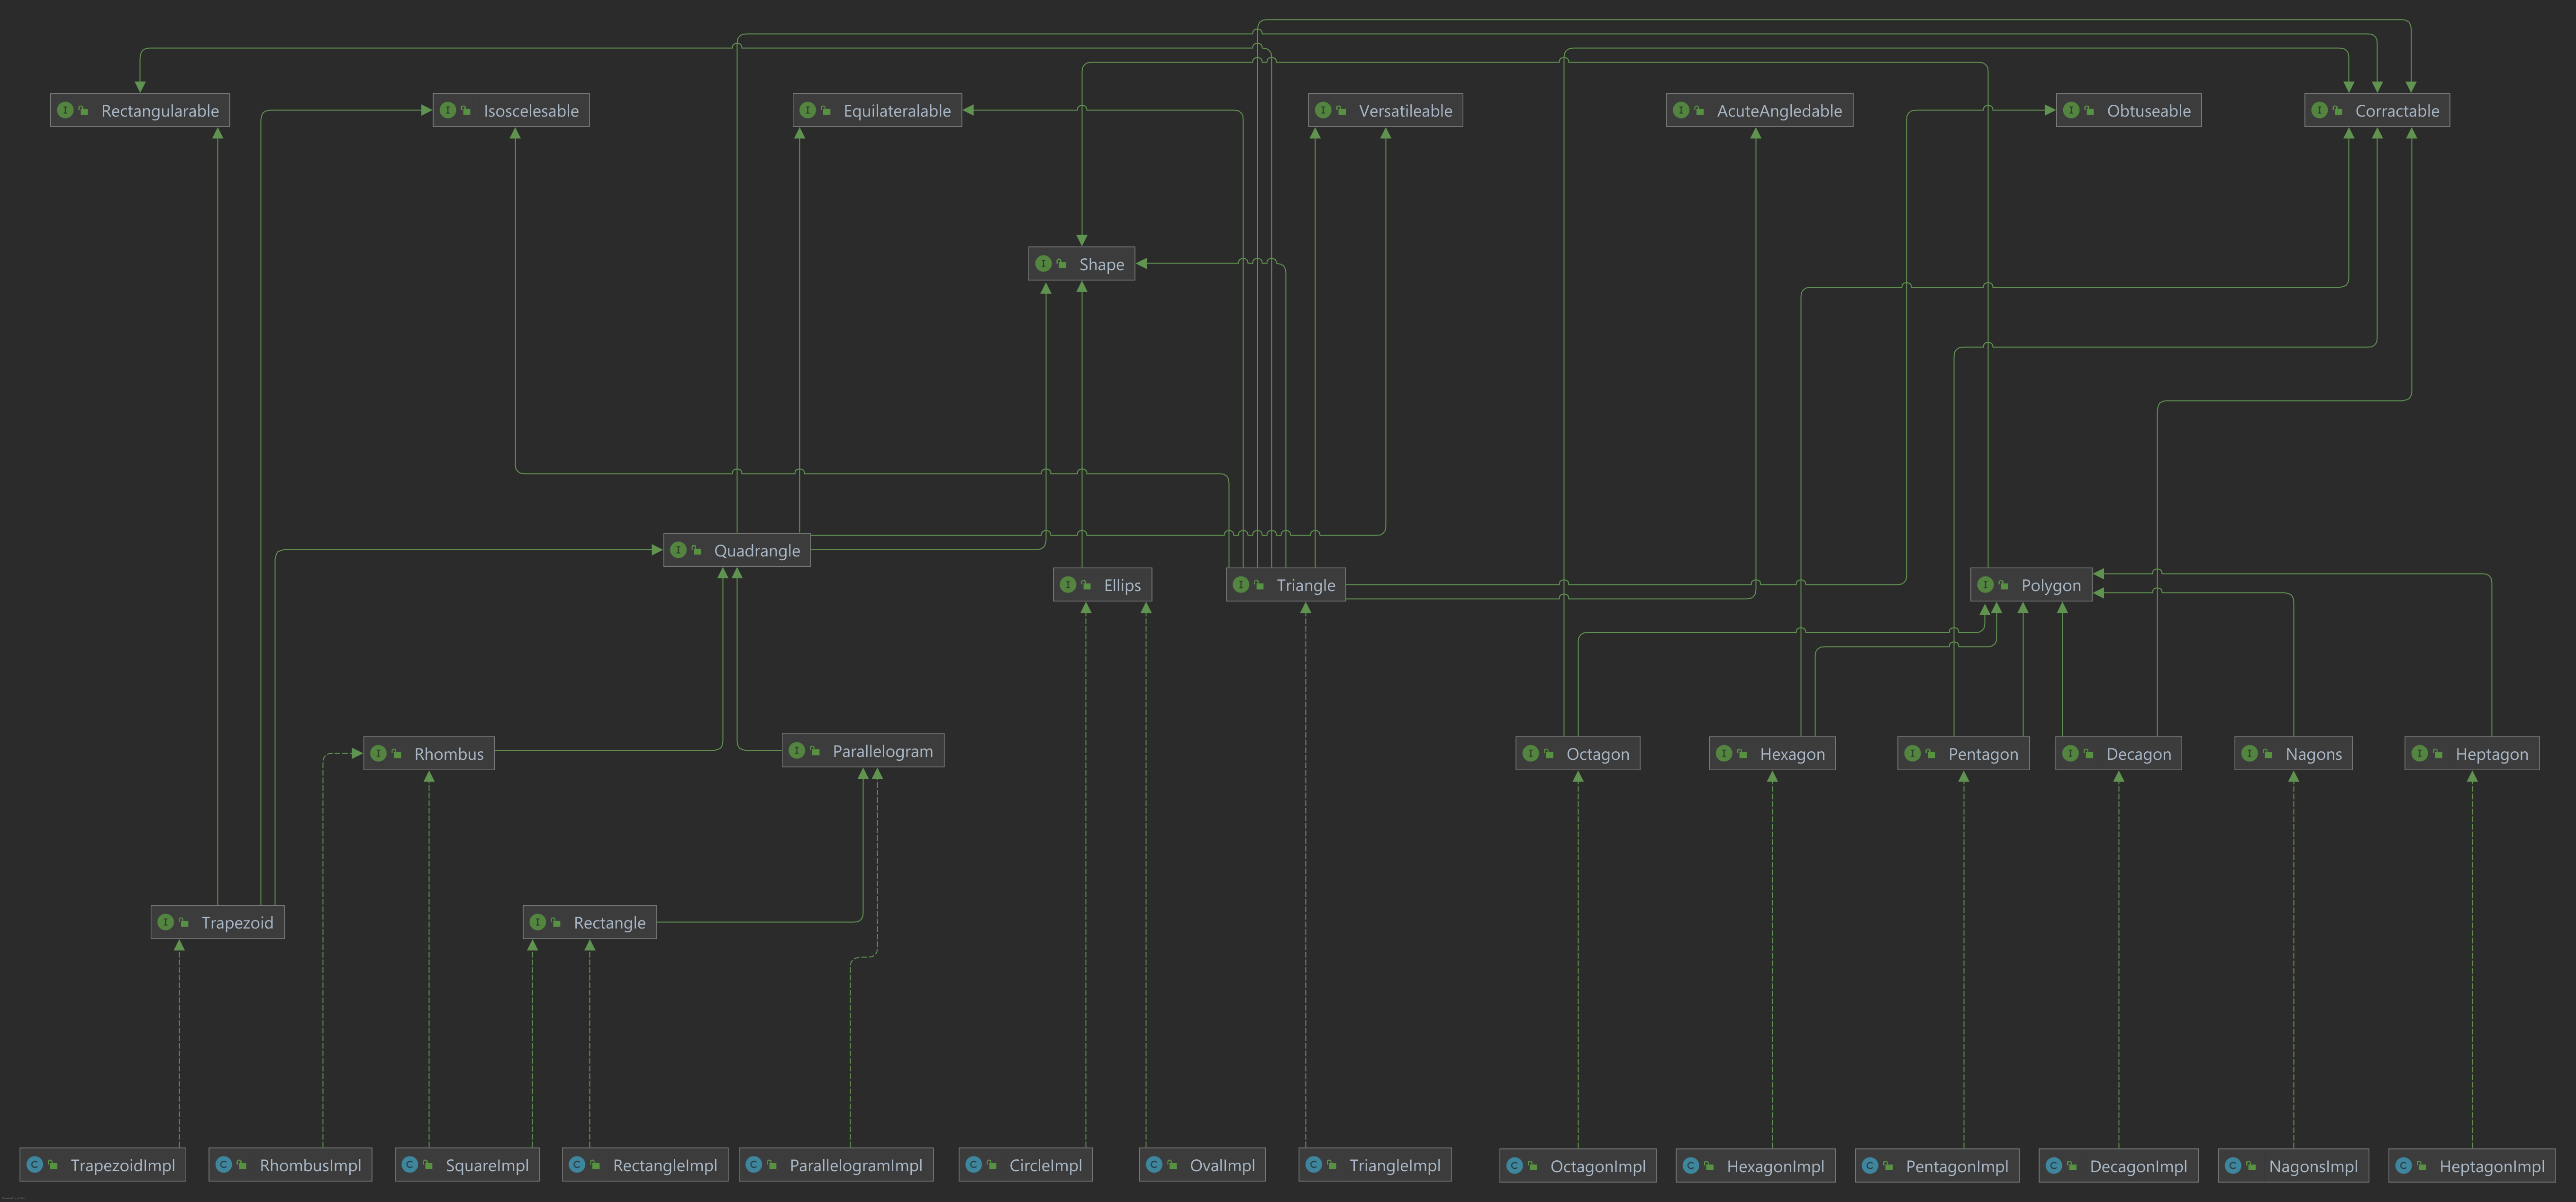 Rectangularable
Isoscelesable
Equilateralable
Versatileable
AcuteAngledable
Obtuseable
Corractable
Shape
Quadrangle
Ellips
Triangle
Polygon
Rhombus
Parallelogram
Octagon
Hexagon
Pentagon
Decagon
Nagons
Heptagon
Trapezoid
Rectangle
TrapezoidImpl
RhombusImpl
SquareImpl
RectangleImpl
ParallelogramImpl
CircleImpl
OvalImpl
TriangleImpl
OctagonImpl
HexagonImpl
PentagonImpl
DecagonImpl
NagonsImpl
HeptagonImpl